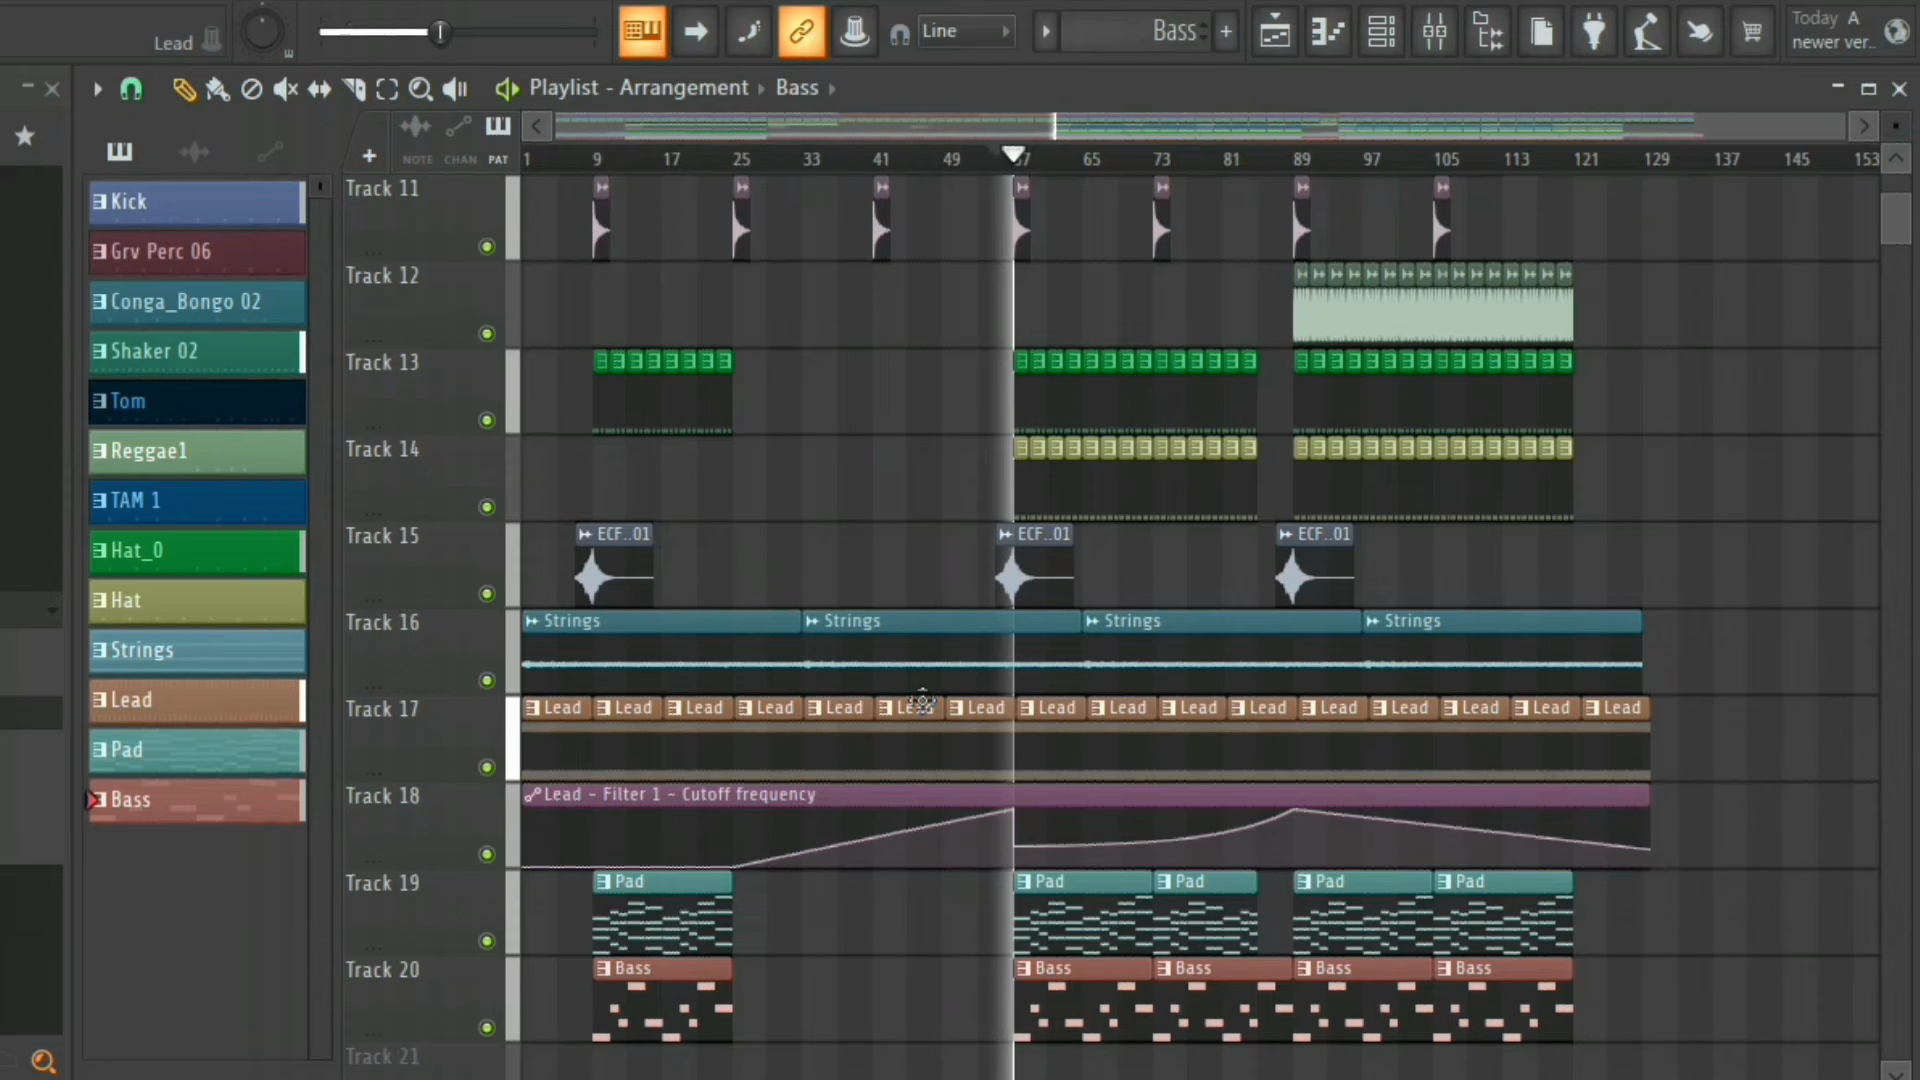 Lead
Line
Bass
+
Today A
newer ver..
Playlist - Arrangement › Bass ›
NOTE CHAN PAT
1 9 17 25 33 41 49 57 65 73 81 89 97 105 113 121 129 137 145 153
Kick
Grv Perc 06
Conga_Bongo 02
Shaker 02
Tom
Reggae1
TAM 1
Hat_0
Hat
Strings
Lead
Pad
Bass
Track 11
Track 12
Track 13
Track 14
Track 15
ECF..01 ECF..01 ECF..01
Track 16
Strings Strings Strings Strings
Track 17
Lead Lead Lead Lead Lead Lead Lead Lead Lead Lead Lead Lead Lead Lead Lead Lead
Track 18
Lead - Filter 1 - Cutoff frequency
Track 19
Pad Pad Pad Pad Pad
Track 20
Bass Bass Bass Bass Bass
Track 21